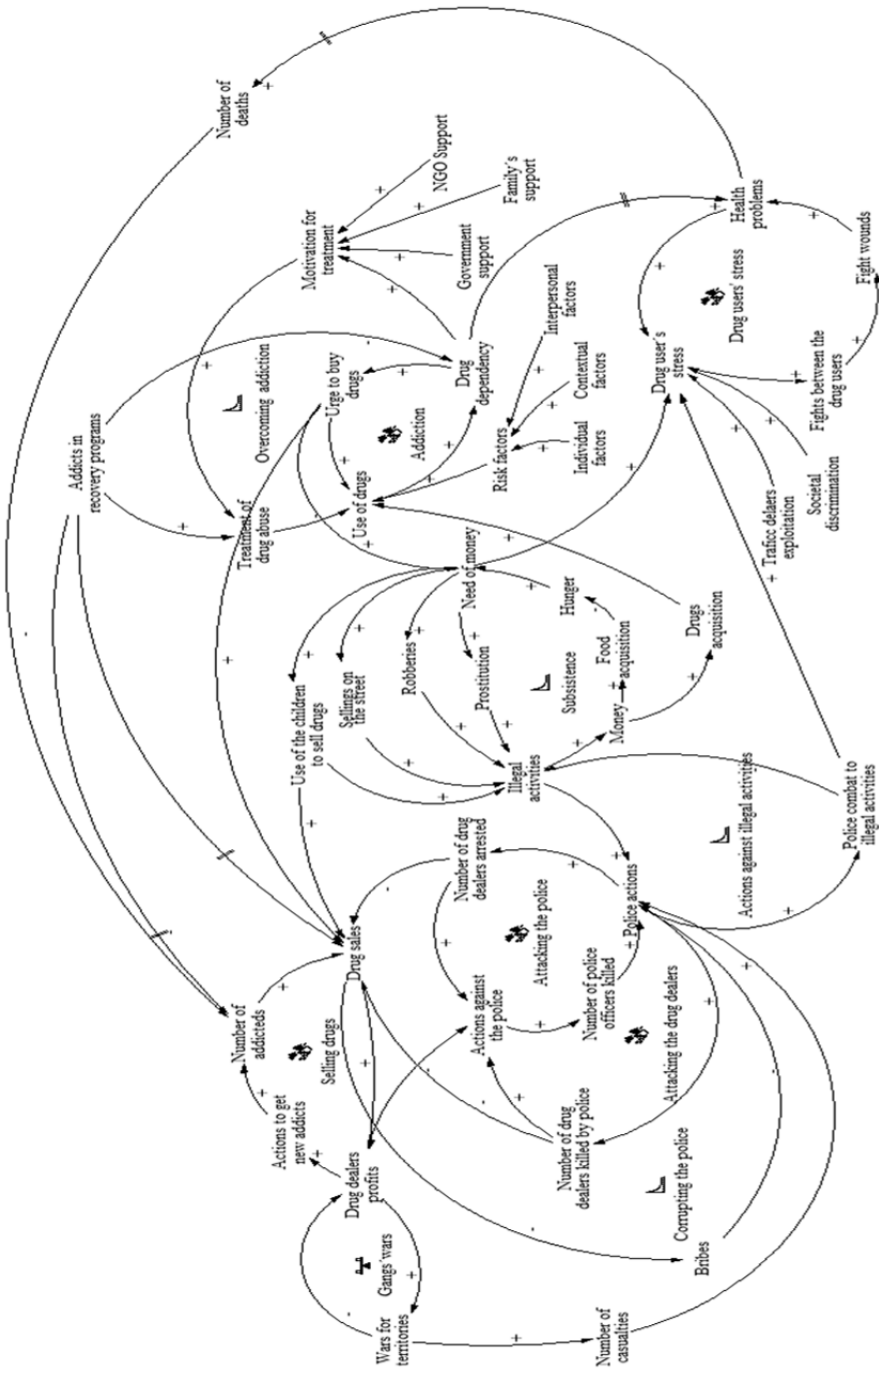 Number of
deaths
Addicts in
recovery programs
Motivation for
treatment
NGO Support
Family's
support
Government
support
Treatment of
drug abuse
Overcoming addiction
Urge to buy
drugs
Use of drugs
Addiction
Drug
dependency
Risk factors
Individual
factors
Contextual
factors
Interpersonal
factors
Health
problems
Drug users' stress
Drug user's
stress
Fight wounds
Fights between the
drug users
Societal
discrimination
Traficc delaers
exploitation
Need of money
Hunger
Food
acquisition
Drugs
acquisition
Money
Subsistence
Prostitution
Robberies
Sellings on
the street
Use of the children
to sell drugs
Illegal
activities
Police combat to
illegal activities
Actions against illegal activities
Police actions
Number of drug
dealers arrested
Attacking the police
Number of police
officers killed
Actions against
the police
Drug sales
Number of
addicteds
Selling drugs
Actions to get
new addicts
Drug dealers
profits
Attacking the drug dealers
Number of drug
dealers killed by police
Corrupting the police
Bribes
Gangs' wars
Wars for
territories
Number of
casualties